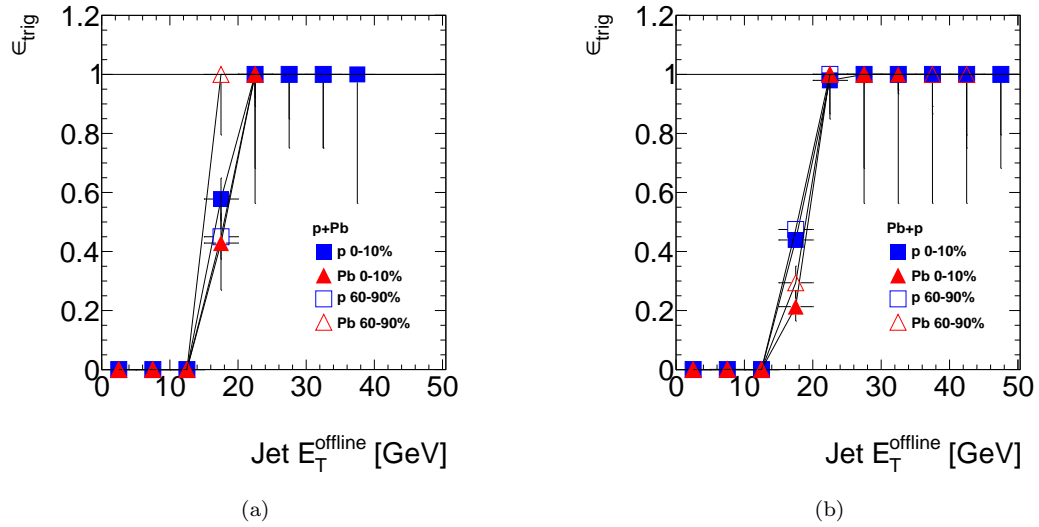 1.2
1
0.8
0.6
0.4
0.2
0
ϵtrig
p+Pb
p 0-10%
Pb 0-10%
p 60-90%
Pb 60-90%
0 10 20 30 40 50
Jet E_T^offline [GeV]
(a)
1.2
1
0.8
0.6
0.4
0.2
0
ϵtrig
Pb+p
p 0-10%
Pb 0-10%
p 60-90%
Pb 60-90%
0 10 20 30 40 50
Jet E_T^offline [GeV]
(b)